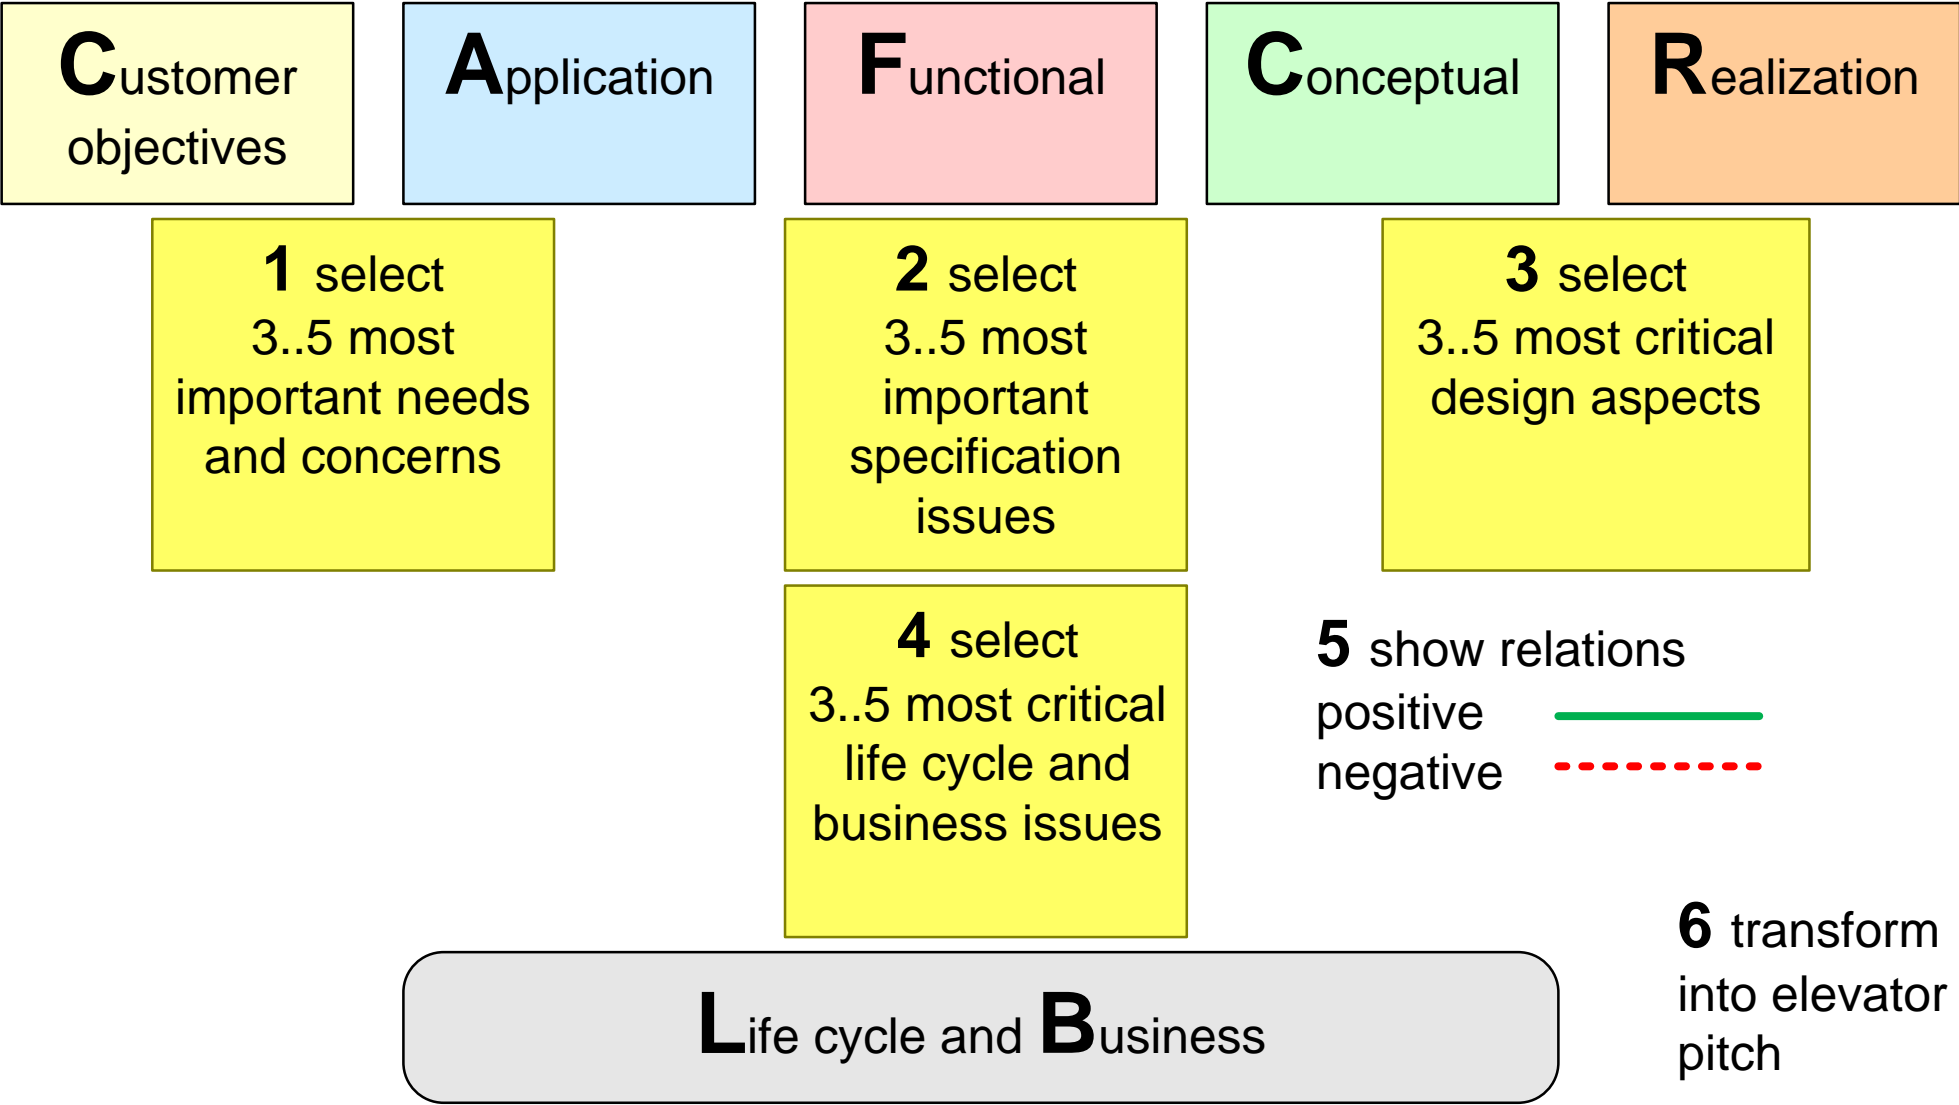 Customer
objectives
Application
Functional
Conceptual
Realization
1 select
3..5 most
important needs
and concerns
2 select
3..5 most
important
specification
issues
3 select
3..5 most critical
design aspects
4 select
3..5 most critical
life cycle and
business issues
5 show relations
positive
negative
6 transform
into elevator
pitch
Life cycle and Business